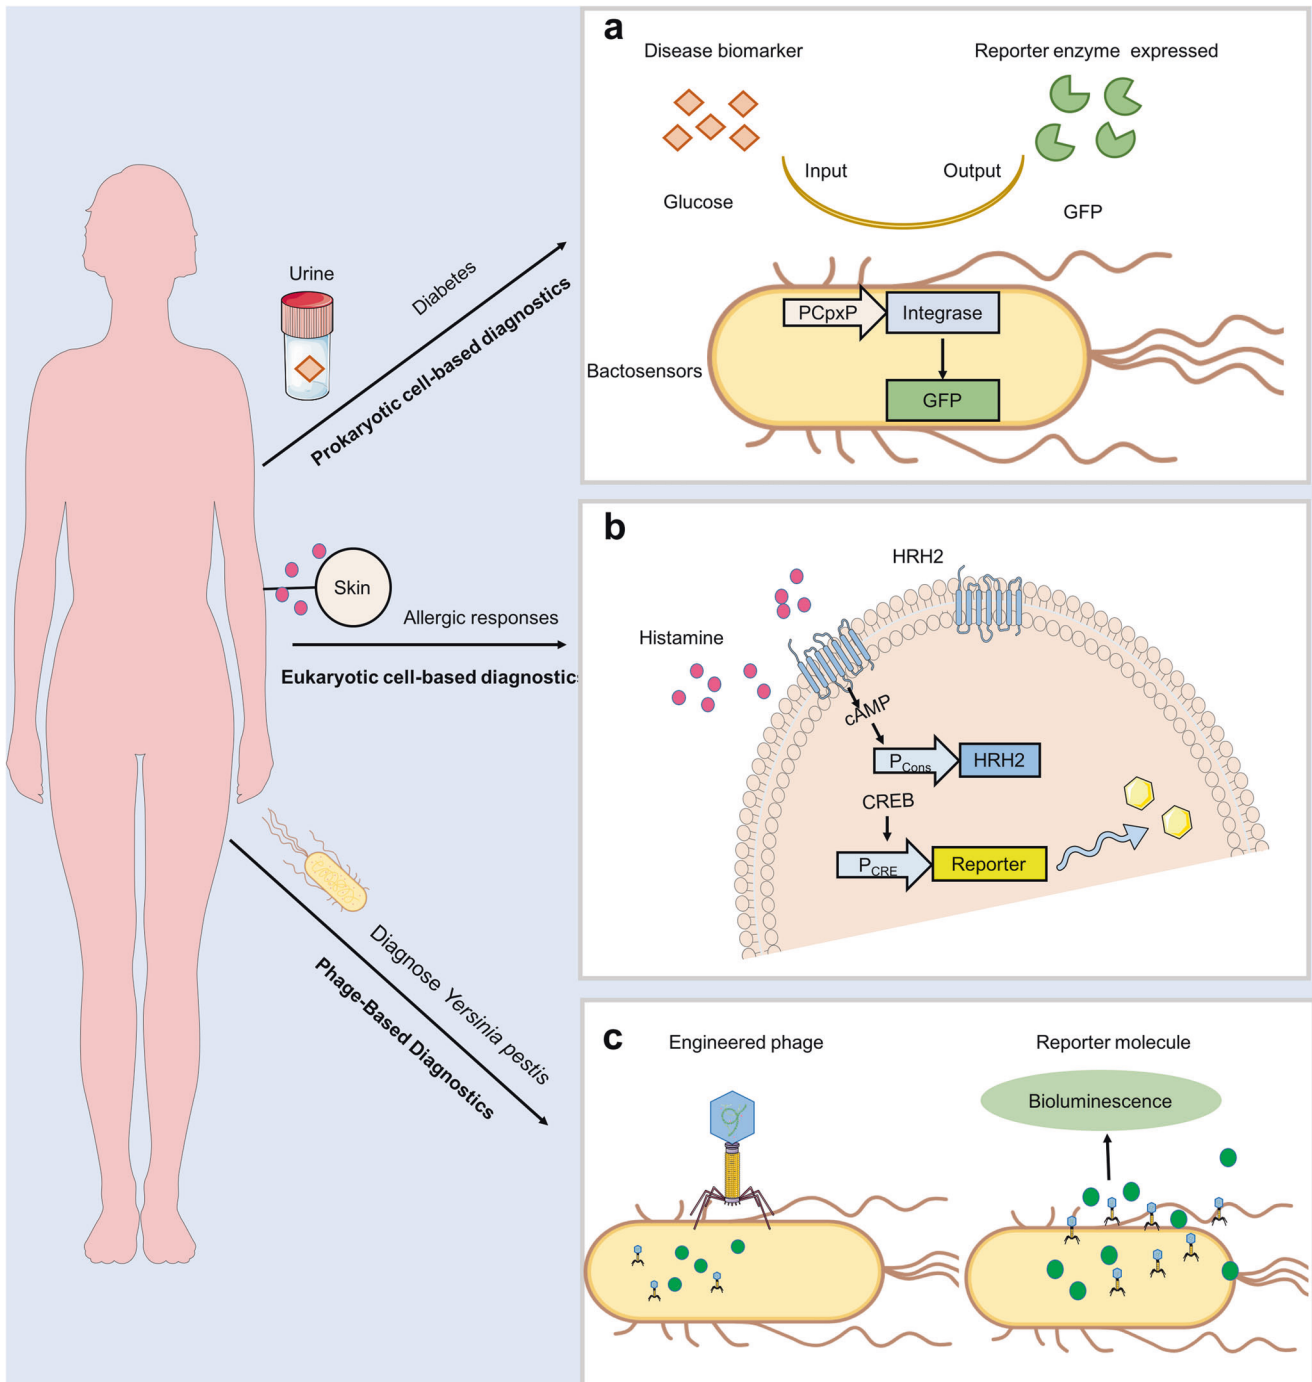 a
Disease biomarker
Reporter enzyme expressed
Input
Output
Glucose
GFP
Urine
Diabetes
Prokaryotic cell-based diagnostics
PCpxP
Integrase
Bactosensors
GFP
b
HRH2
Skin
Allergic responses
Eukaryotic cell-based diagnostics
Histamine
cAMP
PCons
HRH2
CREB
PCRE
Reporter
Diagnose Yersinia pestis
Phage-Based Diagnostics
c
Engineered phage
Reporter molecule
Bioluminescence